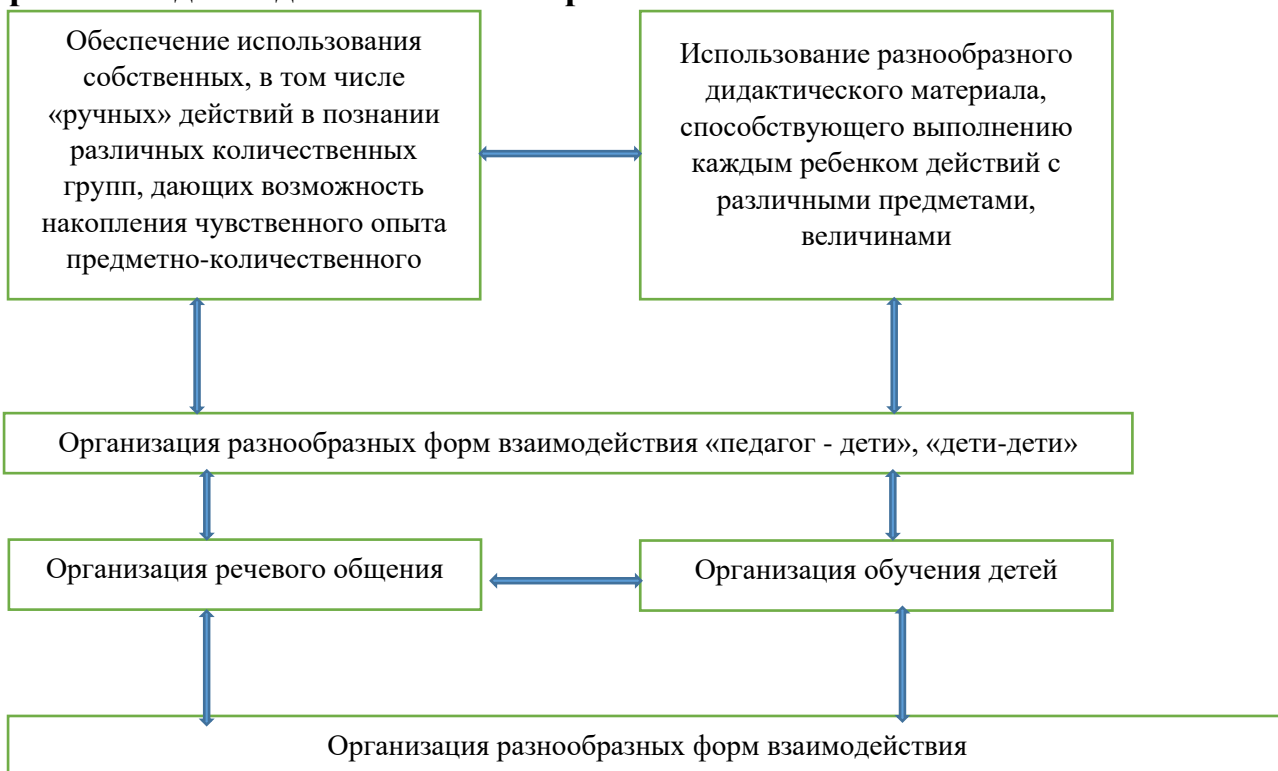 Обеспечение использования
собственных, в том числе
«ручных» действий в познании
различных количественных
групп, дающих возможность
накопления чувственного опыта
предметно-количественного
Использование разнообразного
дидактического материала,
способствующего выполнению
каждым ребенком действий с
различными предметами,
величинами
Организация разнообразных форм взаимодействия «педагог - дети», «дети-дети»
Организация речевого общения
Организация обучения детей
Организация разнообразных форм взаимодействия